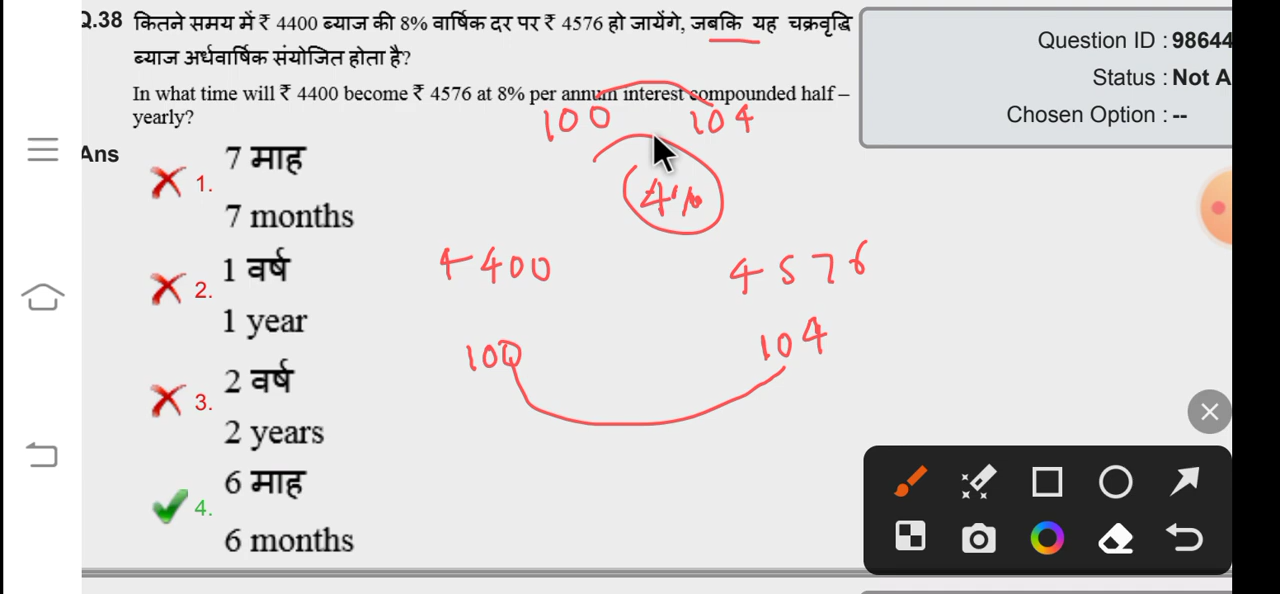 Q.38 कितने समय में ₹ 4400 ब्याज की 8% वार्षिक दर पर ₹ 4576 हो जायेंगे, जबकि यह चक्रवृद्धि
ब्याज अर्धवार्षिक संयोजित होता है?
In what time will ₹ 4400 become ₹ 4576 at 8% per annum interest compounded half –
yearly?
Question ID : 98644
Status : Not A
Chosen Option : --
100 104
4%
4400 4576
100 104
Ans
1. 7 माह
7 months
2. 1 वर्ष
1 year
3. 2 वर्ष
2 years
4. 6 माह
6 months